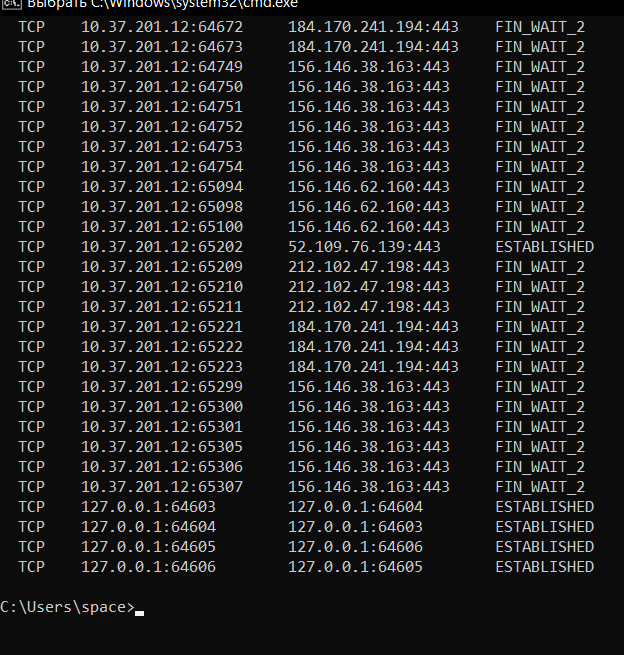 Выбрать C:\Windows\system32\cmd.exe
TCP 10.37.201.12:64672 184.170.241.194:443 FIN_WAIT_2
TCP 10.37.201.12:64673 184.170.241.194:443 FIN_WAIT_2
TCP 10.37.201.12:64749 156.146.38.163:443 FIN_WAIT_2
TCP 10.37.201.12:64750 156.146.38.163:443 FIN_WAIT_2
TCP 10.37.201.12:64751 156.146.38.163:443 FIN_WAIT_2
TCP 10.37.201.12:64752 156.146.38.163:443 FIN_WAIT_2
TCP 10.37.201.12:64753 156.146.38.163:443 FIN_WAIT_2
TCP 10.37.201.12:64754 156.146.38.163:443 FIN_WAIT_2
TCP 10.37.201.12:65094 156.146.62.160:443 FIN_WAIT_2
TCP 10.37.201.12:65098 156.146.62.160:443 FIN_WAIT_2
TCP 10.37.201.12:65100 156.146.62.160:443 FIN_WAIT_2
TCP 10.37.201.12:65202 52.109.76.139:443 ESTABLISHED
TCP 10.37.201.12:65209 212.102.47.198:443 FIN_WAIT_2
TCP 10.37.201.12:65210 212.102.47.198:443 FIN_WAIT_2
TCP 10.37.201.12:65211 212.102.47.198:443 FIN_WAIT_2
TCP 10.37.201.12:65221 184.170.241.194:443 FIN_WAIT_2
TCP 10.37.201.12:65222 184.170.241.194:443 FIN_WAIT_2
TCP 10.37.201.12:65223 184.170.241.194:443 FIN_WAIT_2
TCP 10.37.201.12:65299 156.146.38.163:443 FIN_WAIT_2
TCP 10.37.201.12:65300 156.146.38.163:443 FIN_WAIT_2
TCP 10.37.201.12:65301 156.146.38.163:443 FIN_WAIT_2
TCP 10.37.201.12:65305 156.146.38.163:443 FIN_WAIT_2
TCP 10.37.201.12:65306 156.146.38.163:443 FIN_WAIT_2
TCP 10.37.201.12:65307 156.146.38.163:443 FIN_WAIT_2
TCP 127.0.0.1:64603 127.0.0.1:64604 ESTABLISHED
TCP 127.0.0.1:64604 127.0.0.1:64603 ESTABLISHED
TCP 127.0.0.1:64605 127.0.0.1:64606 ESTABLISHED
TCP 127.0.0.1:64606 127.0.0.1:64605 ESTABLISHED
C:\Users\space>